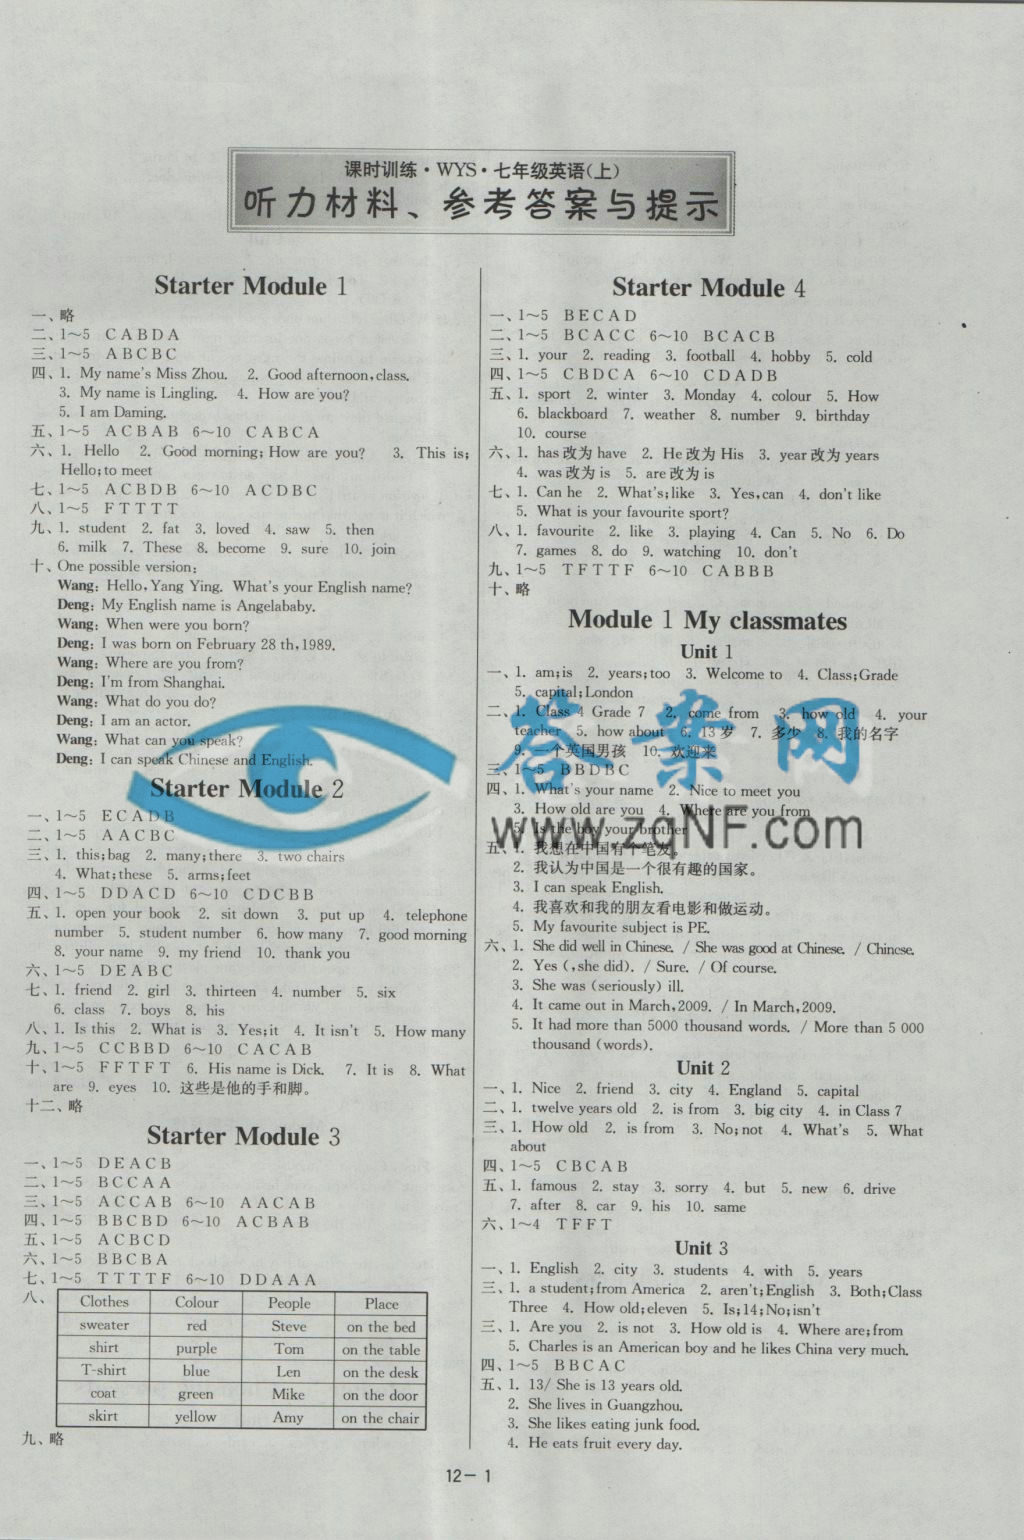 课时训练·WYS·七年级英语(上)
听力材料、参考答案与提示
Starter Module 1
一、略
二、1～5 C A B D A
三、1～5 A B C B C
四、1. My name's Miss Zhou. 2. Good afternoon,class.
3. My name is Lingling. 4. How are you?
5. I am Daming.
五、1～5 A C B A B 6～10 C A B C A
六、1. Hello 2. Good morning; How are you? 3. This is;
Hello;to meet
七、1～5 A C B D B 6～10 A C D B C
八、1～5 F T T T T
九、1. student 2. fat 3. loved 4. saw 5. then
6. milk 7. These 8. become 9. sure 10. join
十、One possible version:
Wang: Hello,Yang Ying. What's your English name?
Deng: My English name is Angelababy.
Wang: When were you born?
Deng: I was born on February 28 th,1989.
Wang: Where are you from?
Deng: I'm from Shanghai.
Wang: What do you do?
Deng: I am an actor.
Wang: What can you speak?
Deng: I can speak Chinese and English.
Starter Module 2
一、1～5 E C A D B
二、1～5 A A C B C
三、1. this;bag 2. many;there 3. two chairs
4. What;these 5. arms;feet
四、1～5 D D A C D 6～10 C D C B B
五、1. open your book 2. sit down 3. put up 4. telephone
number 5. student number 6. how many 7. good morning
8. your name 9. my friend 10. thank you
六、1～5 D E A B C
七、1. friend 2. girl 3. thirteen 4. number 5. six
6. class 7. boys 8. his
八、1. Is this 2. What is 3. Yes;it 4. It isn't 5. How many
九、1～5 C C B B D 6～10 C A C A B
十、1～5 F F T F T 6. His name is Dick. 7. It is 8. What
are 9. eyes 10. 这些是他的手和脚。
十二、略
Starter Module 3
一、1～5 D E A C B
二、1～5 B C C A A
三、1～5 A C C A B 6～10 A A C A B
四、1～5 B B C B D 6～10 A C B A B
五、1～5 A C B C D
六、1～5 B B C B A
七、1～5 T T T T F 6～10 D D A A A
八、
Clothes Colour People Place
sweater red Steve on the bed
shirt purple Tom on the table
T-shirt blue Len on the desk
coat green Mike on the door
skirt yellow Amy on the chair
九、略
Starter Module 4
一、1～5 B E C A D
二、1～5 B C A C C 6～10 B C A C B
三、1. your 2. reading 3. football 4. hobby 5. cold
四、1～5 C B D C A 6～10 C D A D B
五、1. sport 2. winter 3. Monday 4. colour 5. How
6. blackboard 7. weather 8. number 9. birthday
10. course
六、1. has改为have 2. He改为His 3. year改为years
4. was改为is 5. are改为is
七、1. Can he 2. What's;like 3. Yes,can 4. don't like
5. What is your favourite sport?
八、1. favourite 2. like 3. playing 4. Can 5. No 6. Do
7. games 8. do 9. watching 10. don't
九、1～5 T F T T F 6～10 C A B B B
十、略
Module 1 My classmates
Unit 1
一、1. am;is 2. years;too 3. Welcome to 4. Class;Grade
5. capital;London
二、1. Class 4 Grade 7 2. come from 3. how old 4. your
teacher 5. how about 6. 13岁 7. 多少 8. 我的名字
9. 一个英国男孩 10. 欢迎来
三、1～5 B B D B C
四、1. What's your name 2. Nice to meet you
3. How old are you 4. Where are you from
5. Is the boy your brother
五、1. 我想在中国有个笔友。
2. 我认为中国是一个很有趣的国家。
3. I can speak English.
4. 我喜欢和我的朋友看电影和做运动。
5. My favourite subject is PE.
六、1. She did well in Chinese. / She was good at Chinese. / Chinese.
2. Yes (,she did). / Sure. / Of course.
3. She was (seriously) ill.
4. It came out in March,2009. / In March,2009.
5. It had more than 5000 thousand words. / More than 5 000
thousand (words).
Unit 2
一、1. Nice 2. friend 3. city 4. England 5. capital
二、1. twelve years old 2. is from 3. big city 4. in Class 7
三、1. How old 2. is from 3. No;not 4. What's 5. What
about
四、1～5 C B C A B
五、1. famous 2. stay 3. sorry 4. but 5. new 6. drive
7. after 8. car 9. his 10. same
六、1～4 T F F T
Unit 3
一、1. English 2. city 3. students 4. with 5. years
三、1. a student;from America 2. aren't;English 3. Both;Class
Three 4. How old;eleven 5. Is;14;No;isn't
三、1. Are you 2. is not 3. How old is 4. Where are;from
5. Charles is an American boy and he likes China very much.
四、1～5 B B C A C
五、1. 13/ She is 13 years old.
2. She lives in Guangzhou.
3. She likes eating junk food.
4. He eats fruit every day.
答案网
www.zqNF.com
12－1